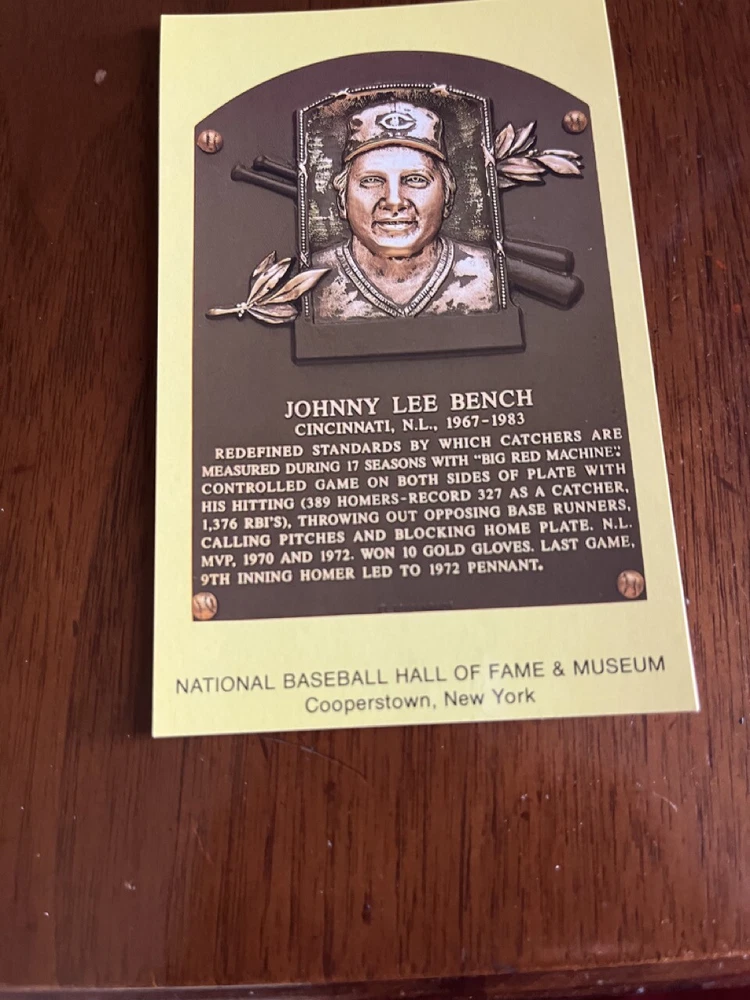 JOHNNY LEE BENCH
CINCINNATI, N.L., 1967-1983
REDEFINED STANDARDS BY WHICH CATCHERS ARE
MEASURED DURING 17 SEASONS WITH "BIG RED MACHINE".
CONTROLLED GAME ON BOTH SIDES OF PLATE WITH
HIS HITTING (389 HOMERS-RECORD 327 AS A CATCHER,
1,376 RBI'S), THROWING OUT OPPOSING BASE RUNNERS,
CALLING PITCHES AND BLOCKING HOME PLATE. N.L.
MVP, 1970 AND 1972. WON 10 GOLD GLOVES. LAST GAME,
9TH INNING HOMER LED TO 1972 PENNANT.
NATIONAL BASEBALL HALL OF FAME & MUSEUM
Cooperstown, New York